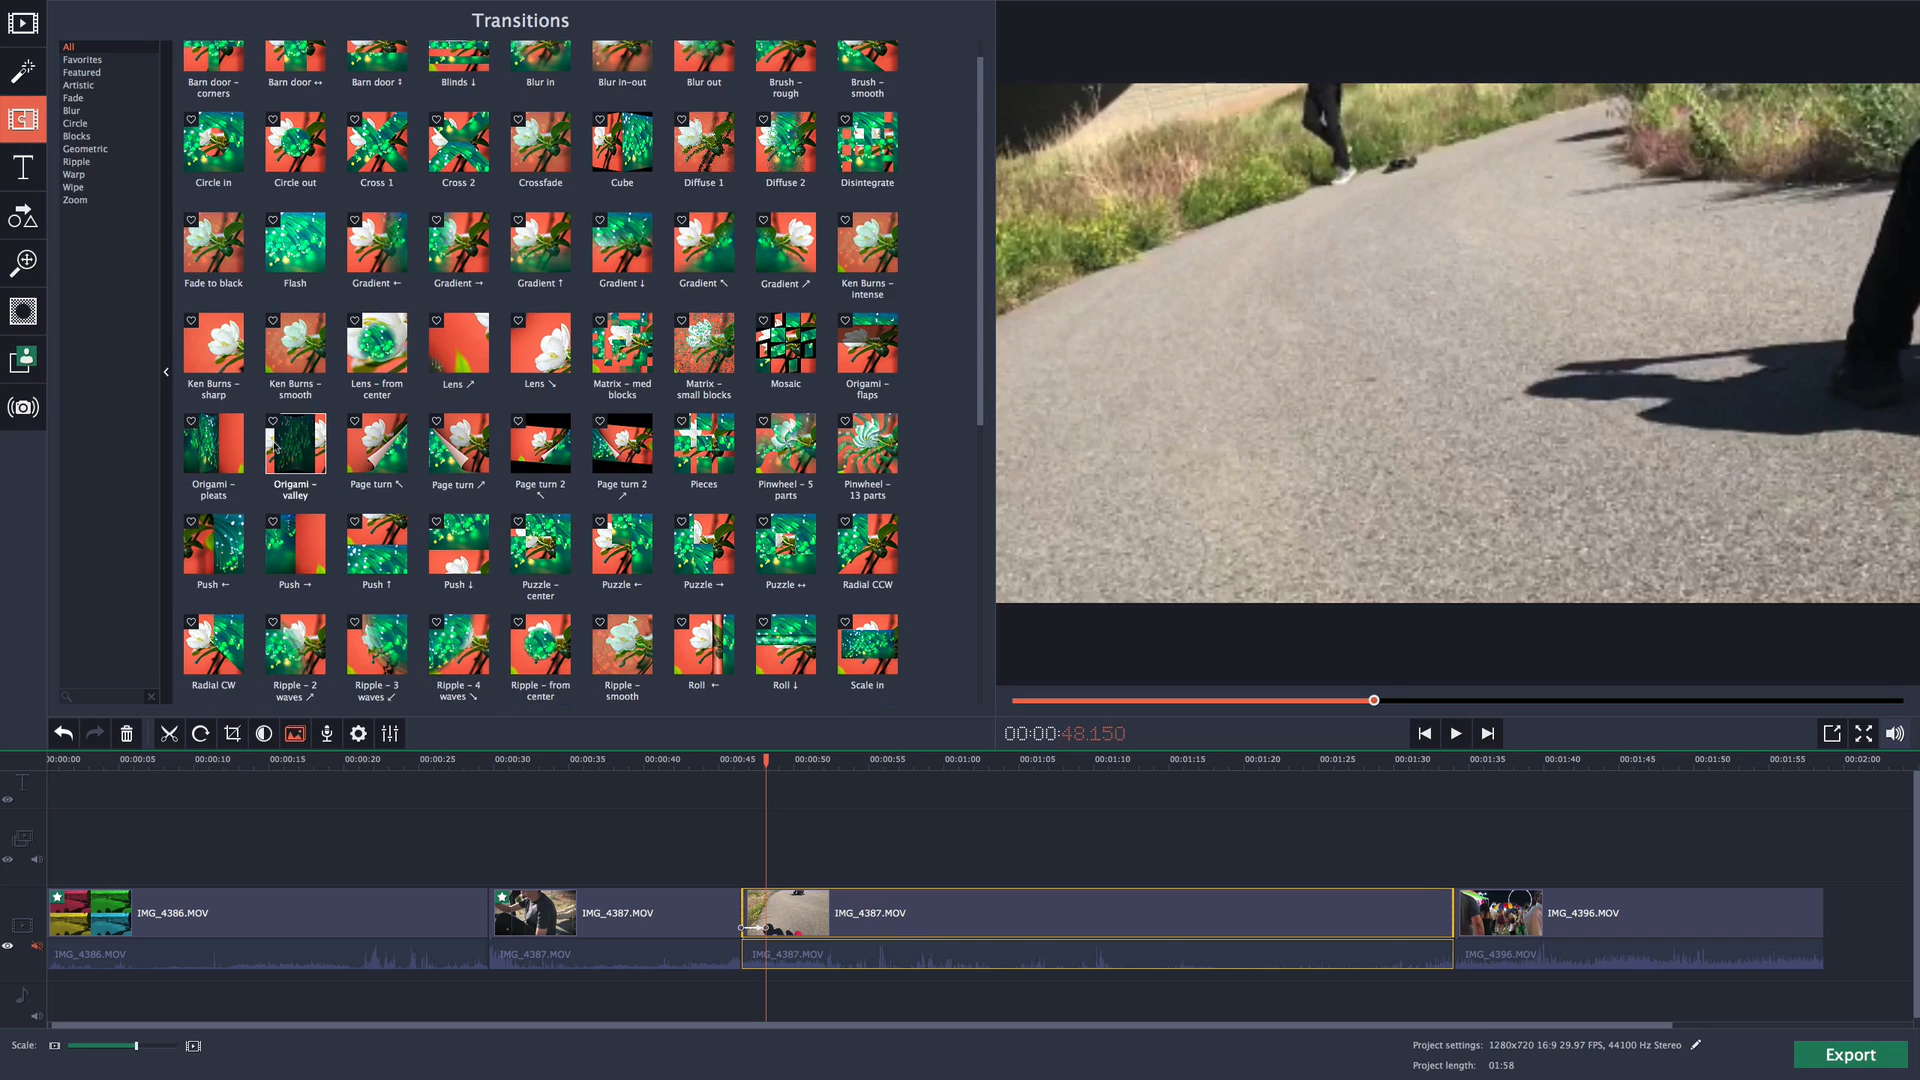 Transitions
All
Favorites
Featured
Artistic
Fade
Blur
Circle
Blocks
Geometric
Ripple
Warp
Wipe
Zoom
Barn door –
corners
Barn door ↔
Barn door ↕
Blinds ↓
Blur in
Blur in-out
Blur out
Brush –
rough
Brush –
smooth
Circle in
Circle out
Cross 1
Cross 2
Crossfade
Cube
Diffuse 1
Diffuse 2
Disintegrate
Fade to black
Flash
Gradient ←
Gradient →
Gradient ↑
Gradient ↓
Gradient ↖
Gradient ↗
Ken Burns –
intense
Ken Burns –
sharp
Ken Burns –
smooth
Lens – from
center
Lens ↗
Lens ↘
Matrix – med
blocks
Matrix –
small blocks
Mosaic
Origami –
flaps
Origami –
pleats
Origami –
valley
Page turn ↖
Page turn ↗
Page turn 2
↖
Page turn 2
↗
Pieces
Pinwheel – 5
parts
Pinwheel –
13 parts
Push ←
Push →
Push ↑
Push ↓
Puzzle –
center
Puzzle ←
Puzzle →
Puzzle ↔
Radial CCW
Radial CW
Ripple – 2
waves ↗
Ripple – 3
waves ↙
Ripple – 4
waves ↘
Ripple – from
center
Ripple –
smooth
Roll ←
Roll ↓
Scale in
00:00:48.150
00:00:00 00:00:05 00:00:10 00:00:15 00:00:20 00:00:25 00:00:30 00:00:35 00:00:40 00:00:45 00:00:50 00:00:55 00:01:00 00:01:05 00:01:10 00:01:15 00:01:20 00:01:25 00:01:30 00:01:35 00:01:40 00:01:45 00:01:50 00:01:55 00:02:00
IMG_4386.MOV
IMG_4387.MOV
IMG_4387.MOV
IMG_4396.MOV
IMG_4386.MOV
IMG_4387.MOV
IMG_4387.MOV
IMG_4396.MOV
Scale:
Project settings: 1280x720 16:9 29.97 FPS, 44100 Hz Stereo
Project length: 01:58
Export